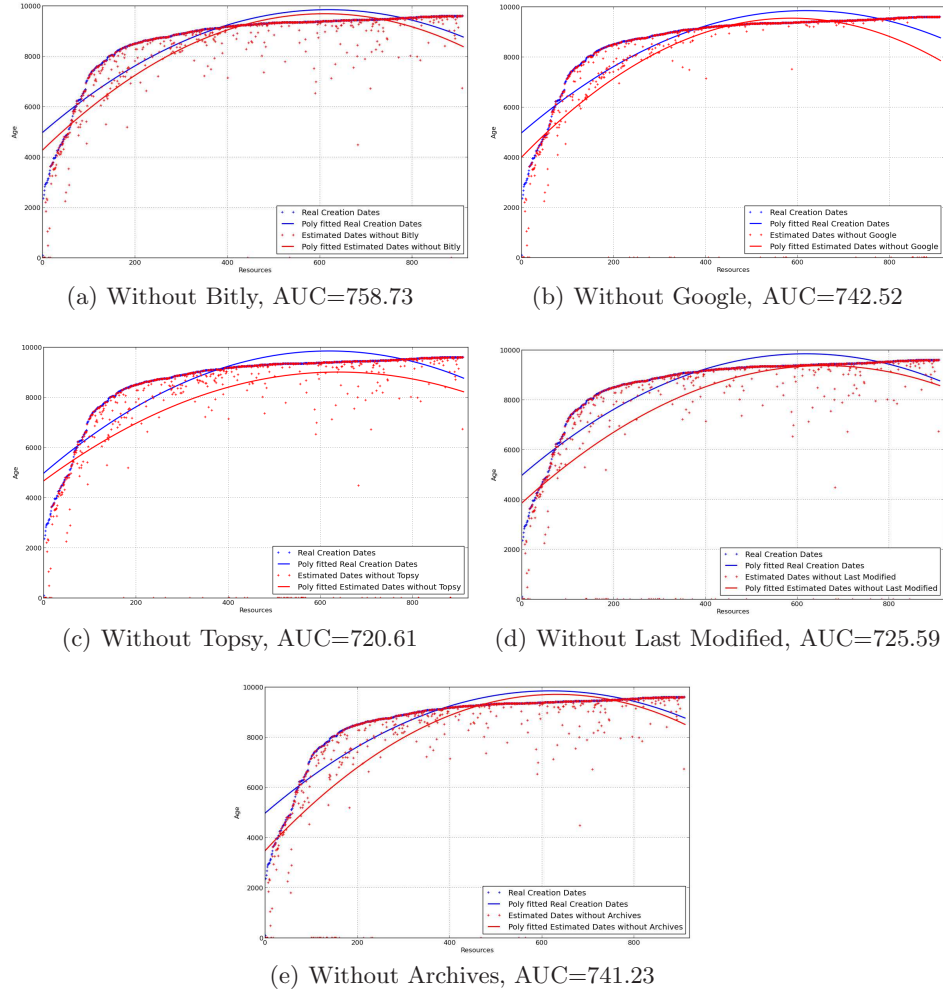 10000
8000
6000
4000
2000
0
Age
0 200 400 600 800
Resources
Real Creation Dates
Poly fitted Real Creation Dates
Estimated Dates without Bitly
Poly fitted Estimated Dates without Bitly
(a) Without Bitly, AUC=758.73
10000
8000
6000
4000
2000
0
Age
0 200 400 600 800
Resources
Real Creation Dates
Poly fitted Real Creation Dates
Estimated Dates without Google
Poly fitted Estimated Dates without Google
(b) Without Google, AUC=742.52
10000
8000
6000
4000
2000
0
Age
0 200 400 600 800
Resources
Real Creation Dates
Poly fitted Real Creation Dates
Estimated Dates without Topsy
Poly fitted Estimated Dates without Topsy
(c) Without Topsy, AUC=720.61
10000
8000
6000
4000
2000
0
Age
0 200 400 600 800
Resources
Real Creation Dates
Poly fitted Real Creation Dates
Estimated Dates without Last Modified
Poly fitted Estimated Dates without Last Modified
(d) Without Last Modified, AUC=725.59
10000
8000
6000
4000
2000
0
Age
0 200 400 600 800
Resources
Real Creation Dates
Poly fitted Real Creation Dates
Estimated Dates without Archives
Poly fitted Estimated Dates without Archives
(e) Without Archives, AUC=741.23